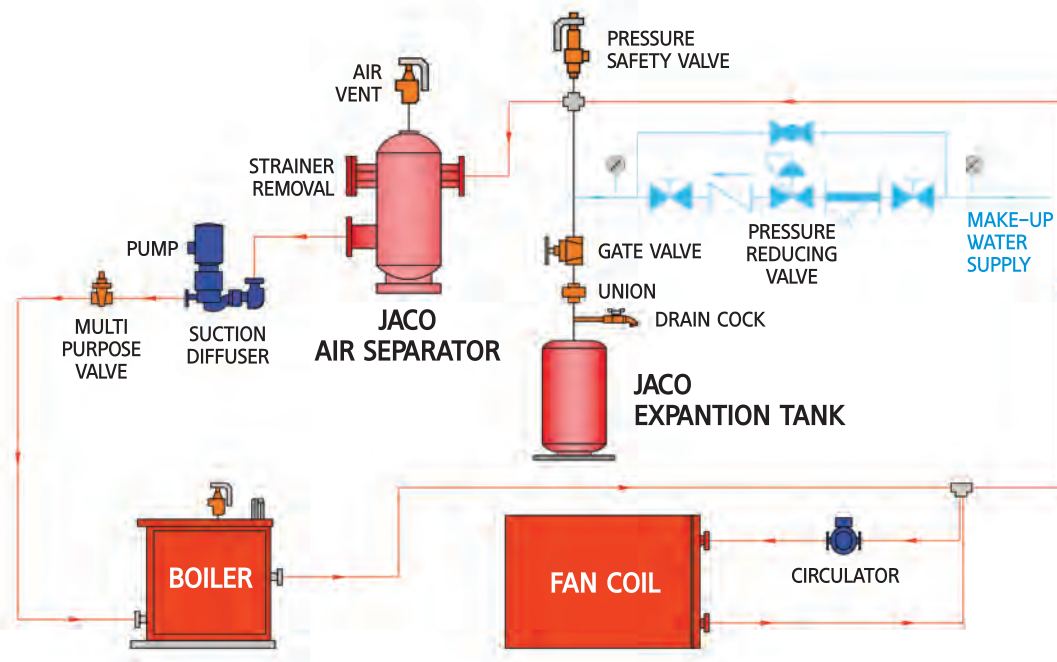 PRESSURE
SAFETY VALVE
AIR
VENT
STRAINER
REMOVAL
MAKE-UP
WATER
SUPPLY
PUMP
GATE VALVE
PRESSURE
REDUCING
VALVE
UNION
DRAIN COCK
MULTI
PURPOSE
VALVE
SUCTION
DIFFUSER
JACO
AIR SEPARATOR
JACO
EXPANTION TANK
BOILER
FAN COIL
CIRCULATOR